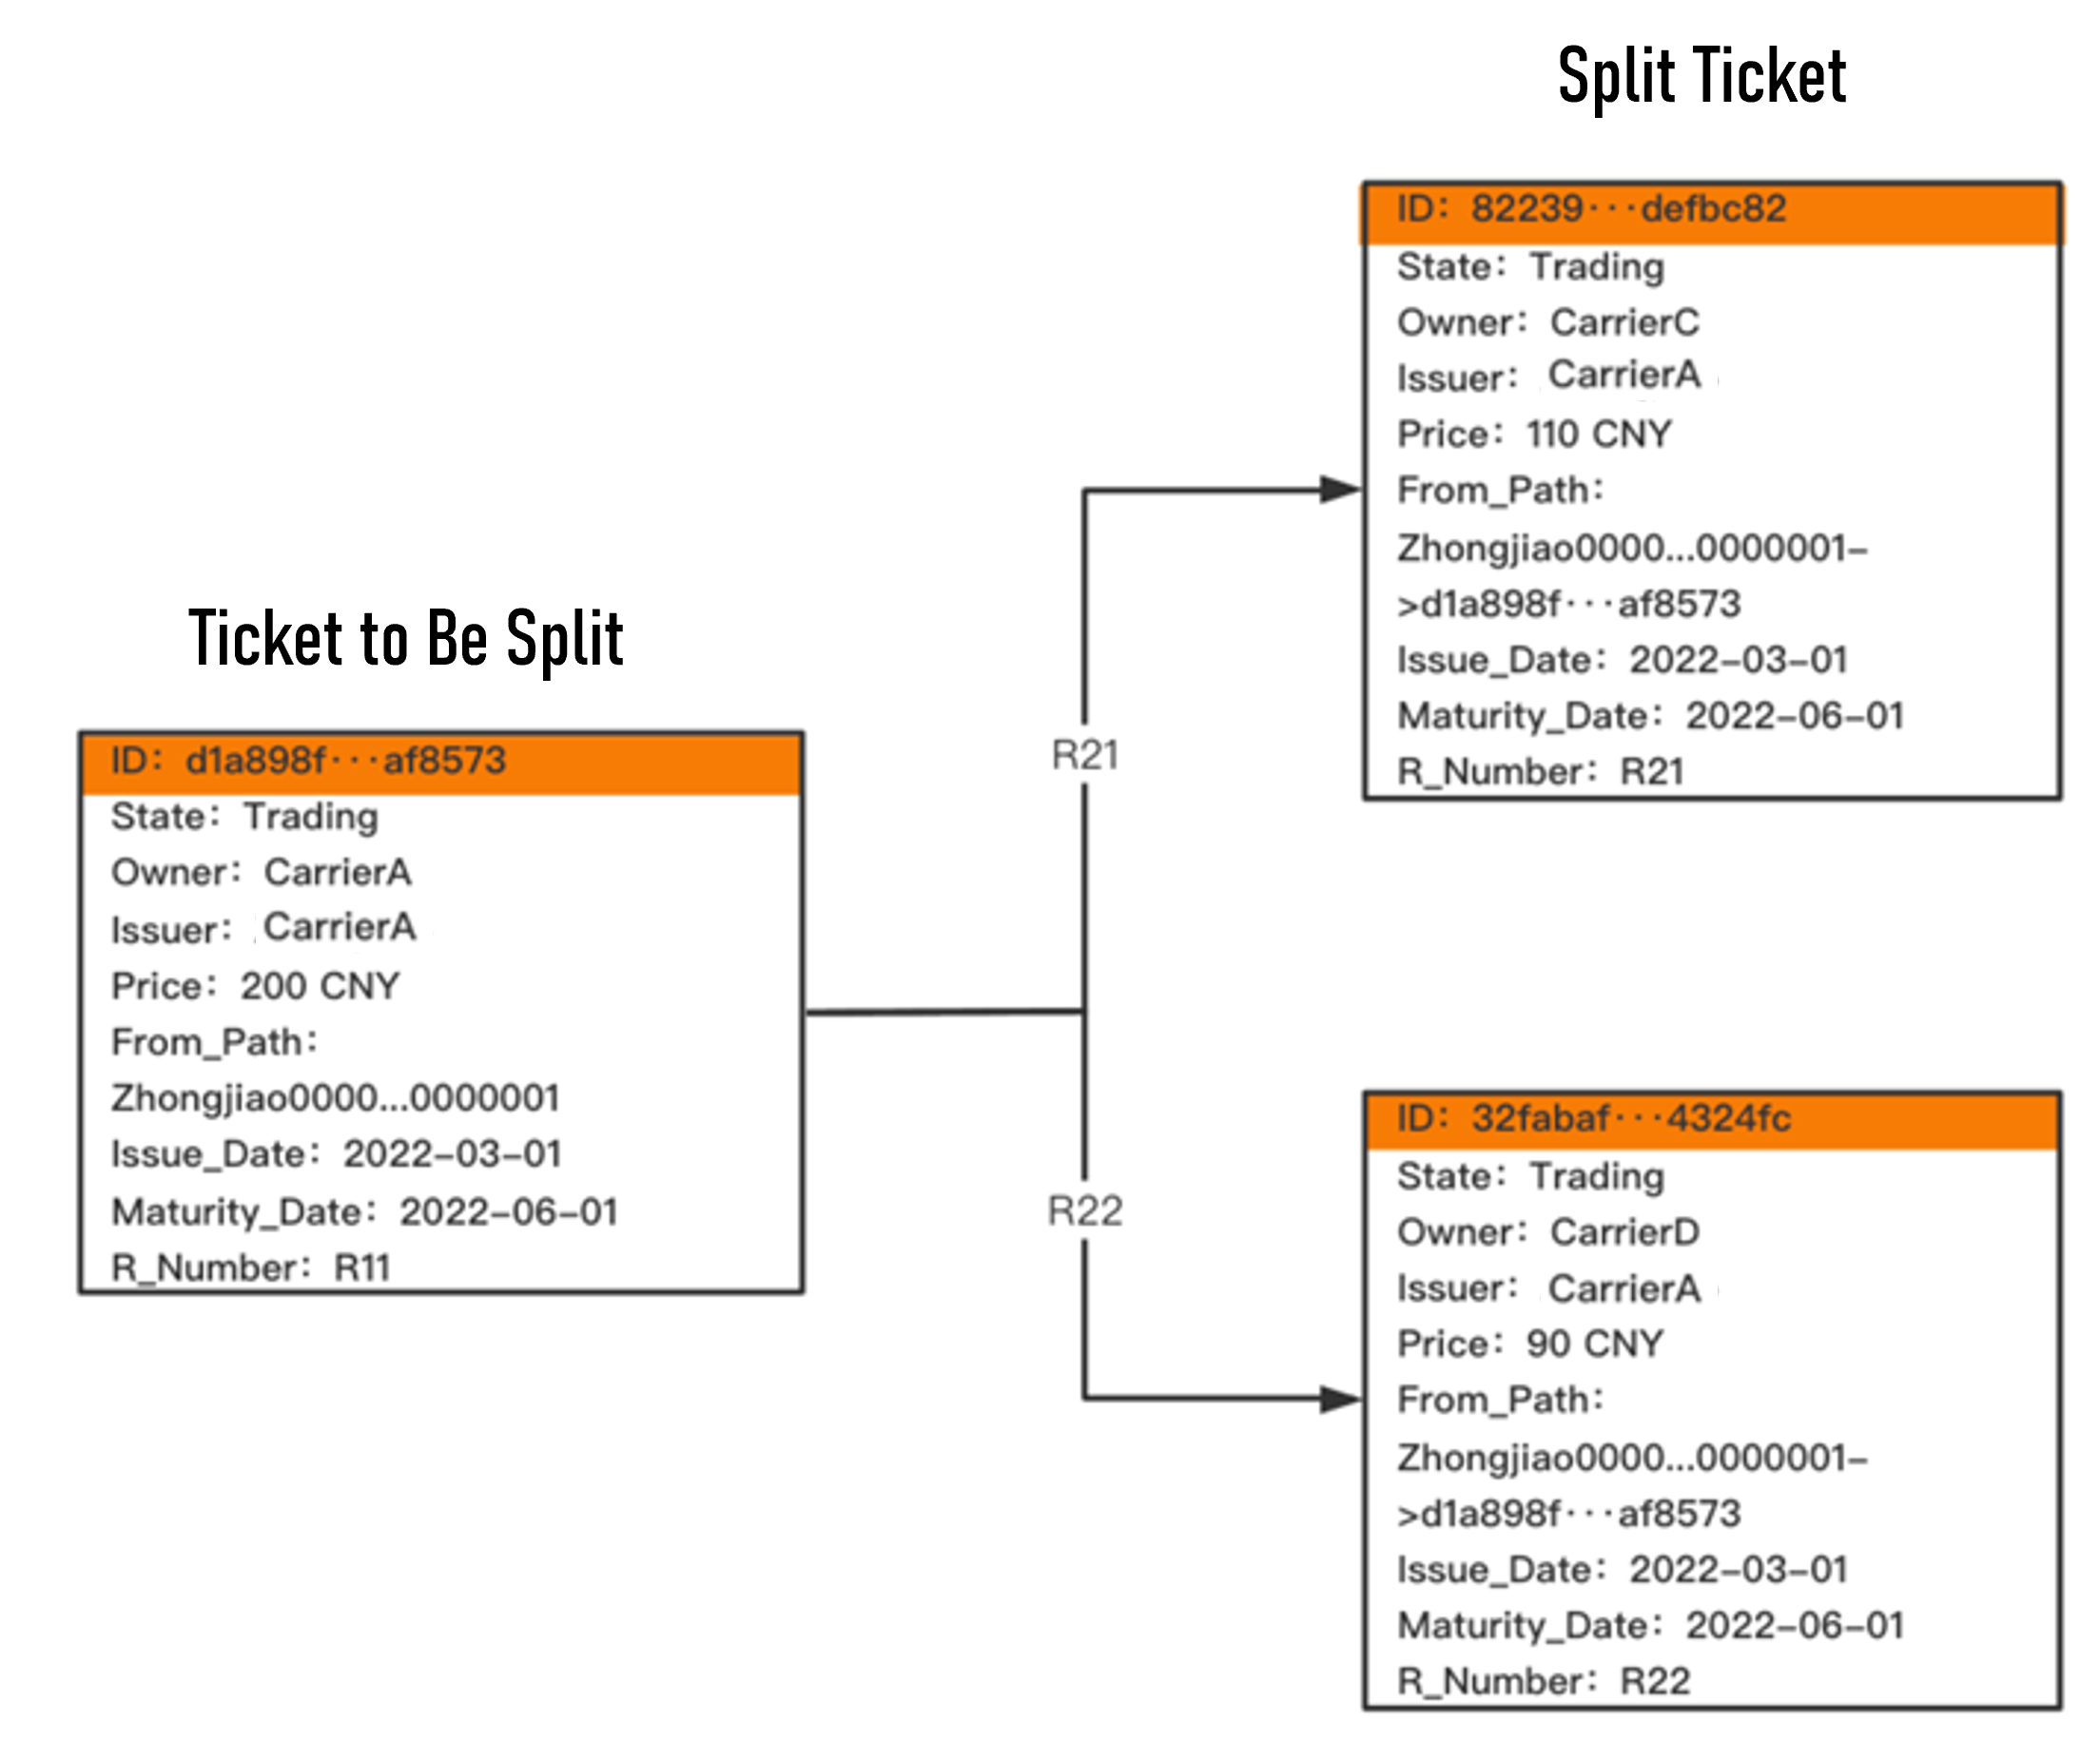 Split Ticket
ID: 82239···defbc82
State: Trading
Owner: CarrierC
Issuer: CarrierA
Price: 110 CNY
From_Path:
Zhongjiao0000...0000001-
>d1a898f···af8573
Issue_Date: 2022-03-01
Maturity_Date: 2022-06-01
R_Number: R21
Ticket to Be Split
ID: d1a898f···af8573
State: Trading
Owner: CarrierA
Issuer: CarrierA
Price: 200 CNY
From_Path:
Zhongjiao0000...0000001
Issue_Date: 2022-03-01
Maturity_Date: 2022-06-01
R_Number: R11
R21
R22
ID: 32fabaf···4324fc
State: Trading
Owner: CarrierD
Issuer: CarrierA
Price: 90 CNY
From_Path:
Zhongjiao0000...0000001-
>d1a898f···af8573
Issue_Date: 2022-03-01
Maturity_Date: 2022-06-01
R_Number: R22